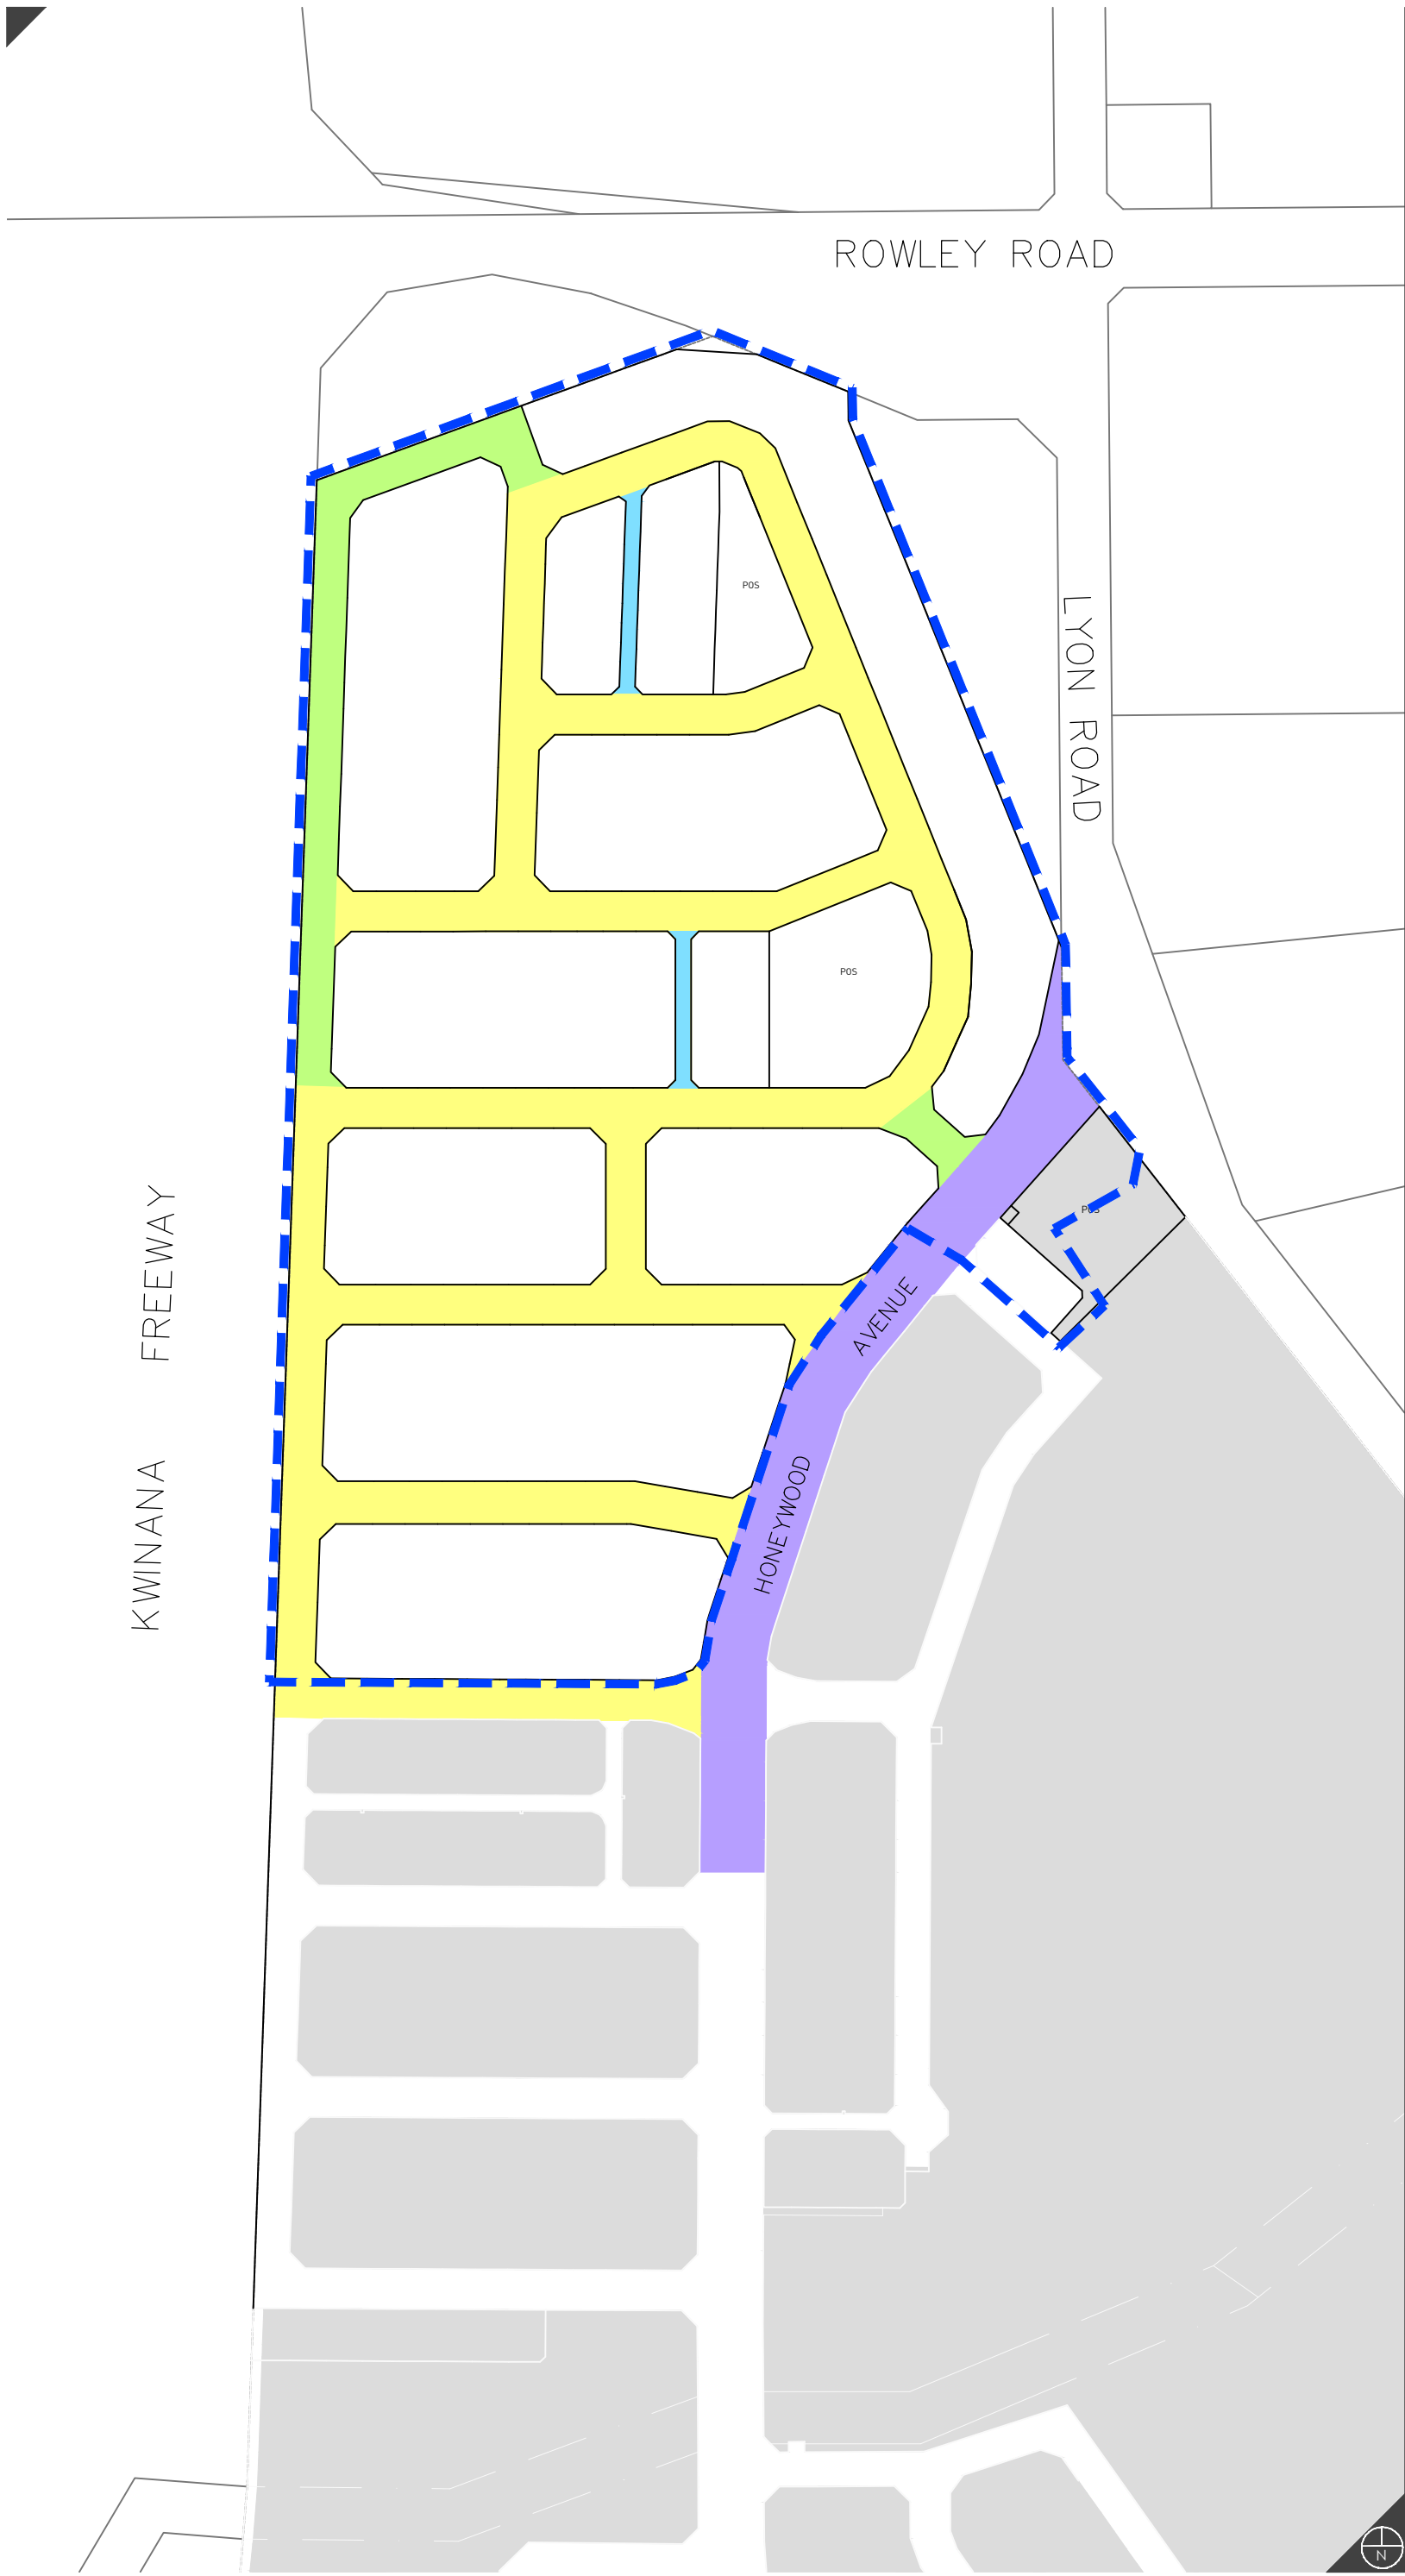 ROWLEY ROAD
LYON ROAD
POS
POS
POS
KWINANA FREEWAY
HONEYWOOD AVENUE
N